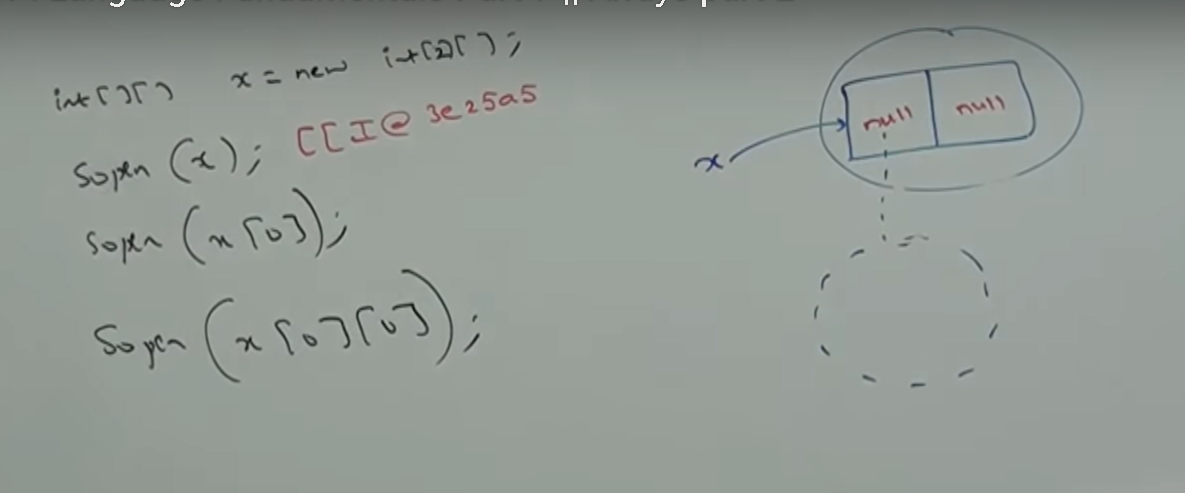 int[][] x = new int[2][];
Sopln (x); [[I@3e25a5
Sopln (x[0]);
Sopln (x[0][0]);
null null
x